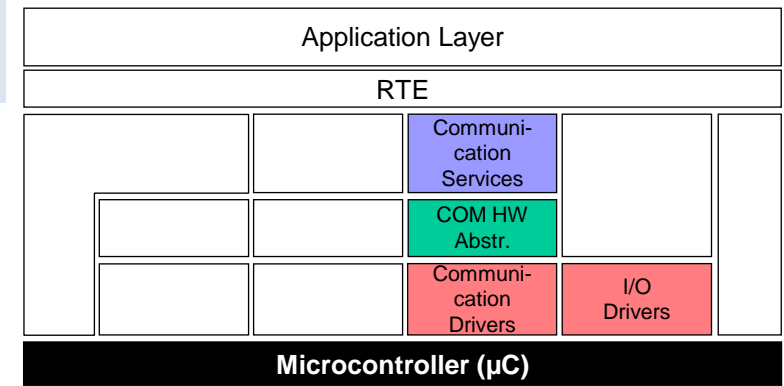 Application Layer
RTE
Communi-
cation
Services
COM HW
Abstr.
Communi-
cation
Drivers
I/O
Drivers
Microcontroller (µC)